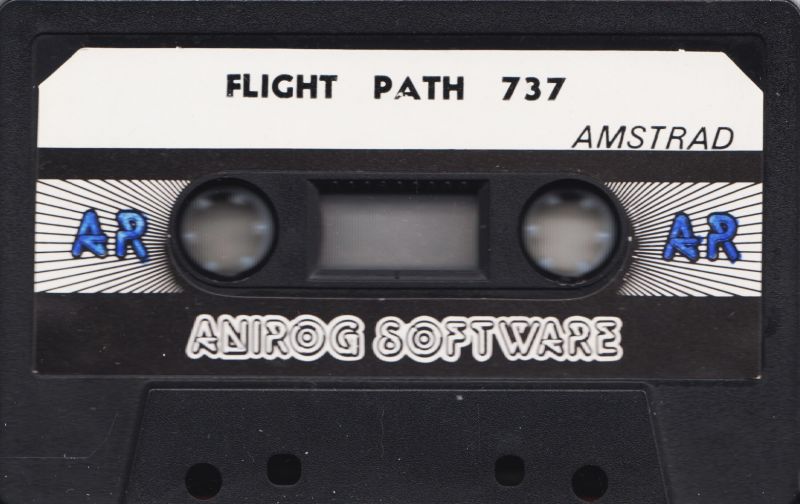 FLIGHT PATH 737
AMSTRAD
AR AR
ANIROG SOFTWARE